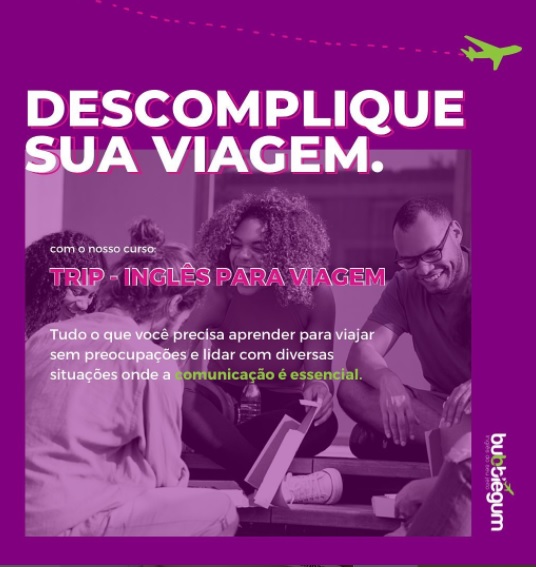 DESCOMPLIQUE
SUA VIAGEM.
com o nosso curso:
TRIP - INGLÊS PARA VIAGEM
Tudo o que você precisa aprender para viajar
sem preocupações e lidar com diversas
situações onde a comunicação é essencial.
bubblegum